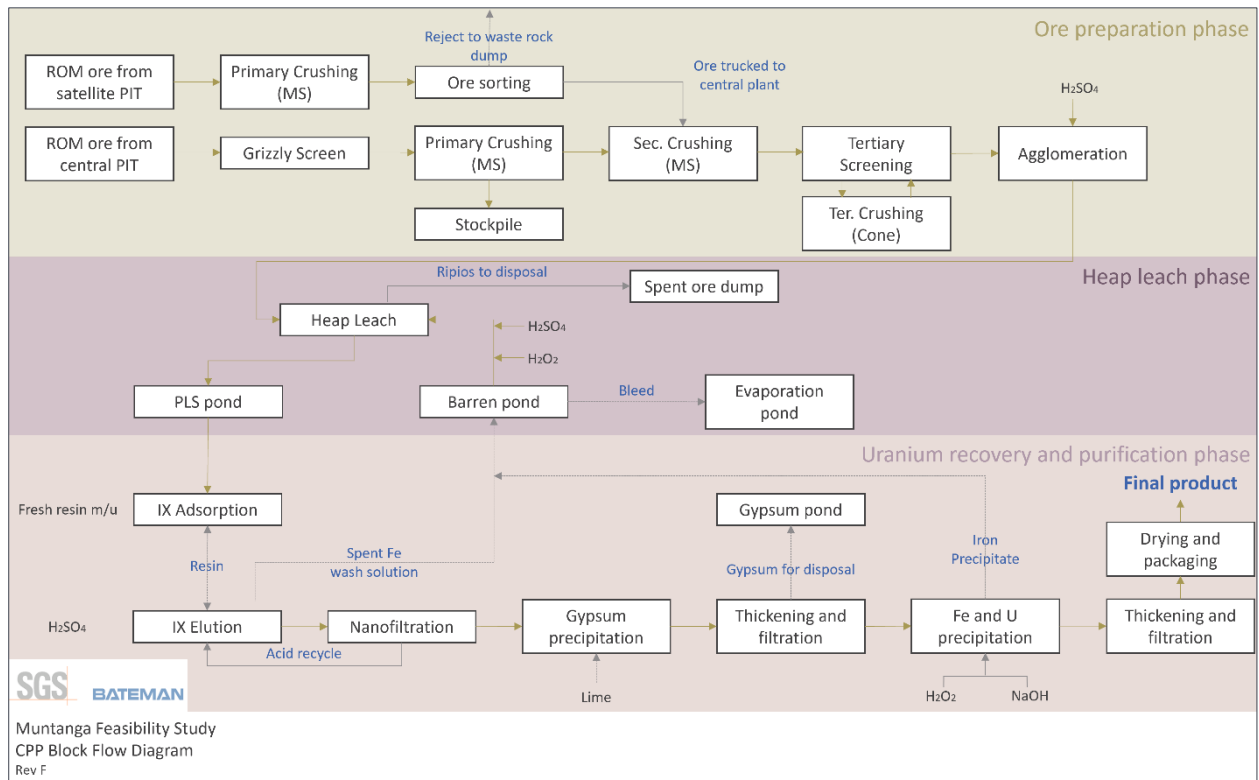 Ore preparation phase
Reject to waste rock
dump
ROM ore from
satellite PIT
Primary Crushing
(MS)
Ore sorting
Ore trucked to
central plant
H₂SO₄
ROM ore from
central PIT
Grizzly Screen
Primary Crushing
(MS)
Sec. Crushing
(MS)
Tertiary
Screening
Agglomeration
Stockpile
Ter. Crushing
(Cone)
Heap leach phase
Ripios to disposal
Spent ore dump
Heap Leach
H₂SO₄
H₂O₂
PLS pond
Barren pond
Bleed
Evaporation
pond
Uranium recovery and purification phase
Final product
Fresh resin m/u
IX Adsorption
Gypsum pond
Drying and
packaging
Resin
Spent Fe
wash solution
Gypsum for disposal
Iron
Precipitate
H₂SO₄
IX Elution
Nanofiltration
Gypsum
precipitation
Thickening and
filtration
Fe and U
precipitation
Thickening and
filtration
Acid recycle
Lime
H₂O₂
NaOH
SGS
BATEMAN
Muntanga Feasibility Study
CPP Block Flow Diagram
Rev F